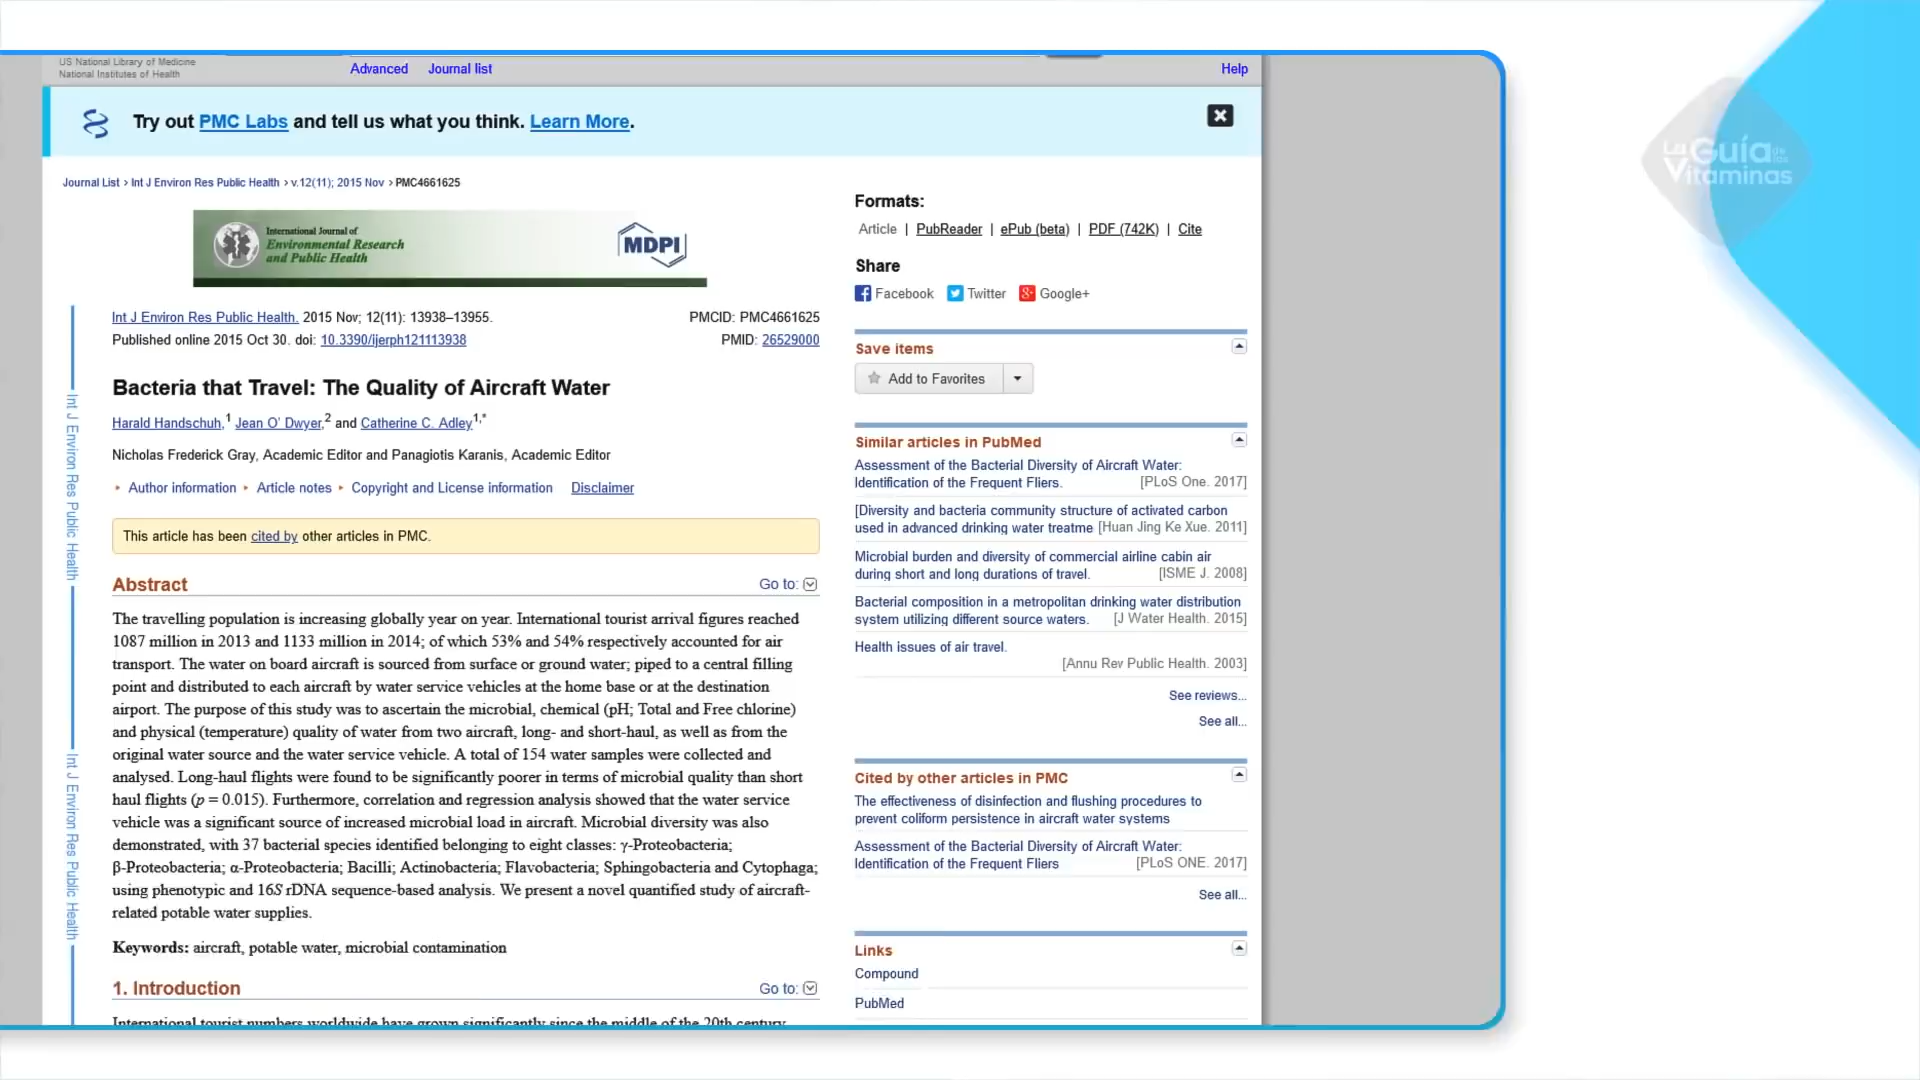 US National Library of Medicine
National Institutes of Health
Advanced
Journal list
Help
Try out PMC Labs and tell us what you think. Learn More.
Journal List > Int J Environ Res Public Health > v.12(11); 2015 Nov > PMC4661625
International Journal of
Environmental Research
and Public Health
MDPI
Int J Environ Res Public Health. 2015 Nov; 12(11): 13938–13955.
PMCID: PMC4661625
Published online 2015 Oct 30. doi: 10.3390/ijerph121113938
PMID: 26529000
Bacteria that Travel: The Quality of Aircraft Water
Harald Handschuh,1 Jean O' Dwyer,2 and Catherine C. Adley1,*
Nicholas Frederick Gray, Academic Editor and Panagiotis Karanis, Academic Editor
Author information
Article notes
Copyright and License information
Disclaimer
This article has been cited by other articles in PMC.
Abstract
Go to:
The travelling population is increasing globally year on year. International tourist arrival figures reached
1087 million in 2013 and 1133 million in 2014; of which 53% and 54% respectively accounted for air
transport. The water on board aircraft is sourced from surface or ground water; piped to a central filling
point and distributed to each aircraft by water service vehicles at the home base or at the destination
airport. The purpose of this study was to ascertain the microbial, chemical (pH; Total and Free chlorine)
and physical (temperature) quality of water from two aircraft, long- and short-haul, as well as from the
original water source and the water service vehicle. A total of 154 water samples were collected and
analysed. Long-haul flights were found to be significantly poorer in terms of microbial quality than short
haul flights (p = 0.015). Furthermore, correlation and regression analysis showed that the water service
vehicle was a significant source of increased microbial load in aircraft. Microbial diversity was also
demonstrated, with 37 bacterial species identified belonging to eight classes: γ-Proteobacteria;
β-Proteobacteria; α-Proteobacteria; Bacilli; Actinobacteria; Flavobacteria; Sphingobacteria and Cytophaga;
using phenotypic and 16S rDNA sequence-based analysis. We present a novel quantified study of aircraft-
related potable water supplies.
Keywords: aircraft, potable water, microbial contamination
1. Introduction
Go to:
International tourist numbers worldwide have grown significantly since the middle of the 20th century
Int J Environ Res Public Health
Int J Environ Res Public Health
Formats:
Article | PubReader | ePub (beta) | PDF (742K) | Cite
Share
Facebook Twitter Google+
Save items
Add to Favorites
Similar articles in PubMed
Assessment of the Bacterial Diversity of Aircraft Water:
Identification of the Frequent Fliers. [PLoS One. 2017]
[Diversity and bacteria community structure of activated carbon
used in advanced drinking water treatme [Huan Jing Ke Xue. 2011]
Microbial burden and diversity of commercial airline cabin air
during short and long durations of travel. [ISME J. 2008]
Bacterial composition in a metropolitan drinking water distribution
system utilizing different source waters. [J Water Health. 2015]
Health issues of air travel.
[Annu Rev Public Health. 2003]
See reviews...
See all...
Cited by other articles in PMC
The effectiveness of disinfection and flushing procedures to
prevent coliform persistence in aircraft water systems
Assessment of the Bacterial Diversity of Aircraft Water:
Identification of the Frequent Fliers [PLoS ONE. 2017]
See all...
Links
Compound
PubMed
La Guía de las
Vitaminas